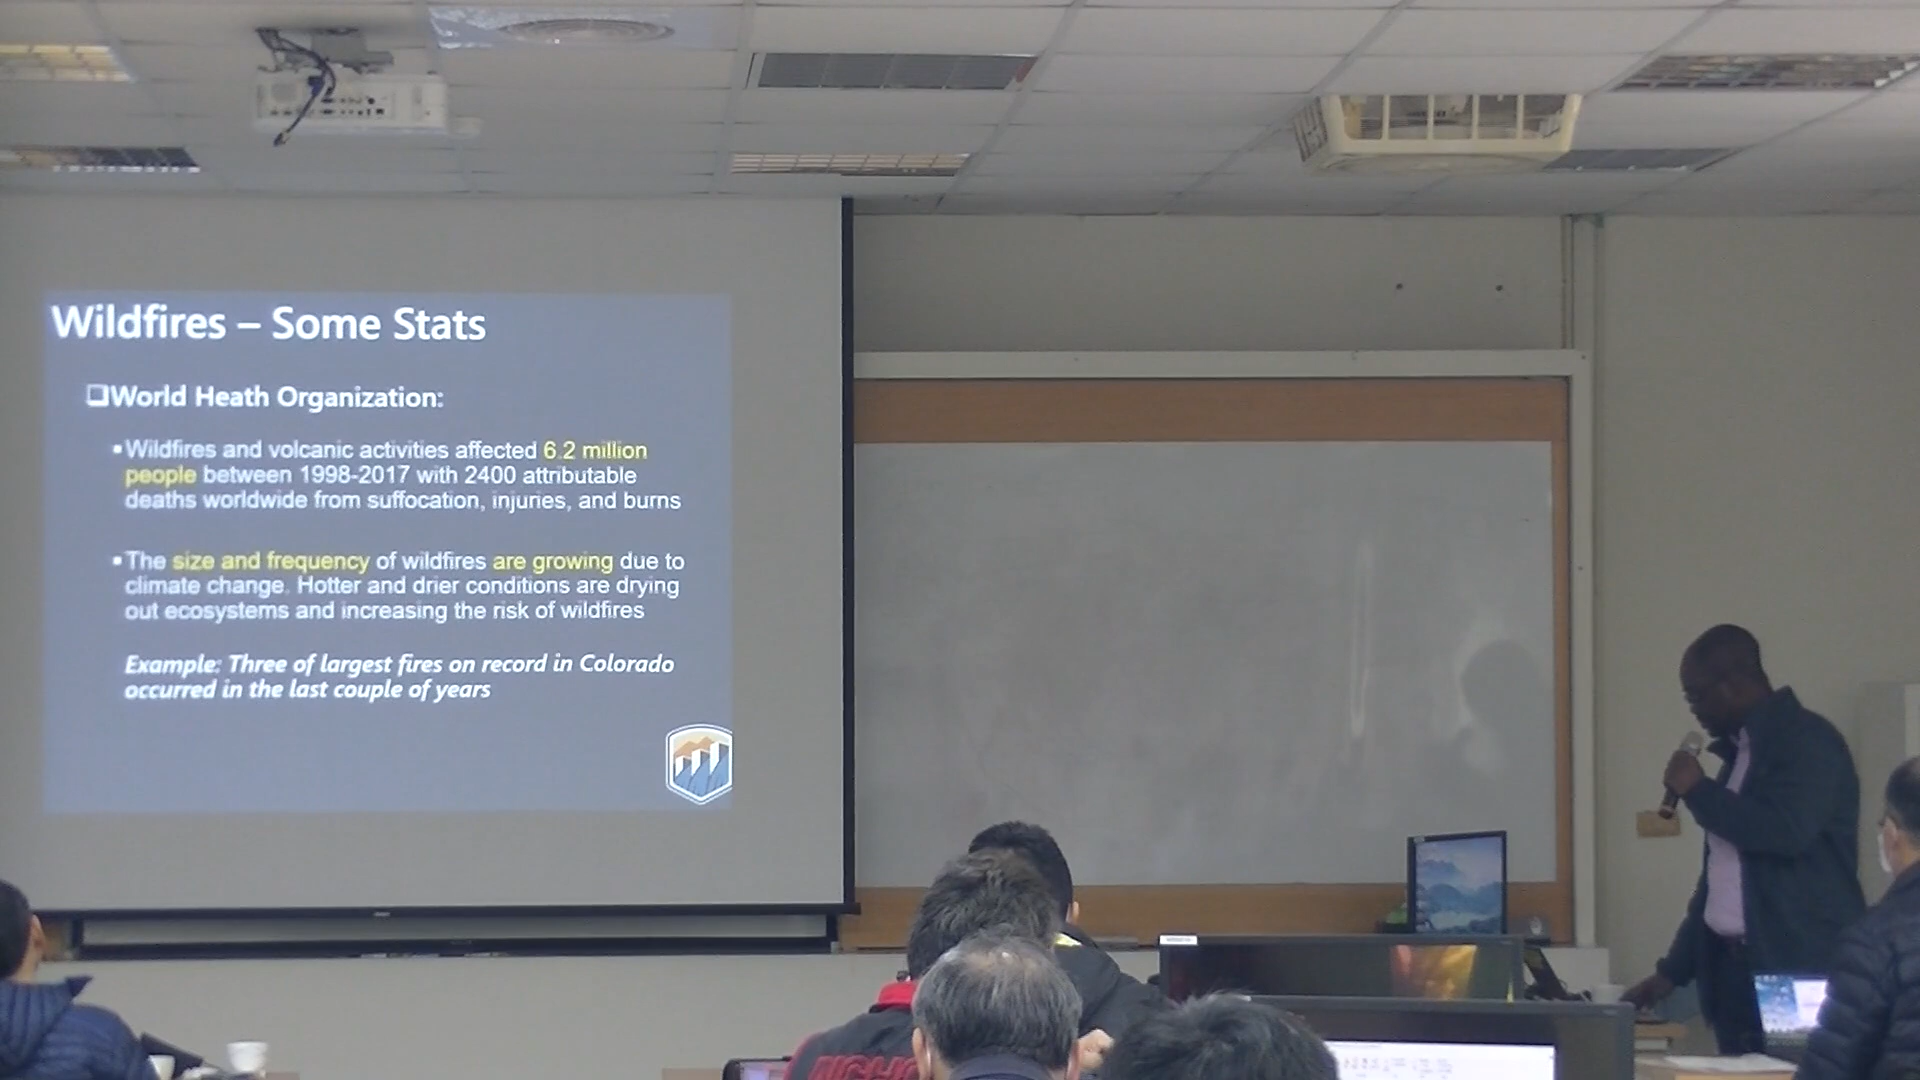 Wildfires – Some Stats
❑World Heath Organization:
▪Wildfires and volcanic activities affected 6.2 million
people between 1998-2017 with 2400 attributable
deaths worldwide from suffocation, injuries, and burns
▪The size and frequency of wildfires are growing due to
climate change. Hotter and drier conditions are drying
out ecosystems and increasing the risk of wildfires
Example: Three of largest fires on record in Colorado
occurred in the last couple of years